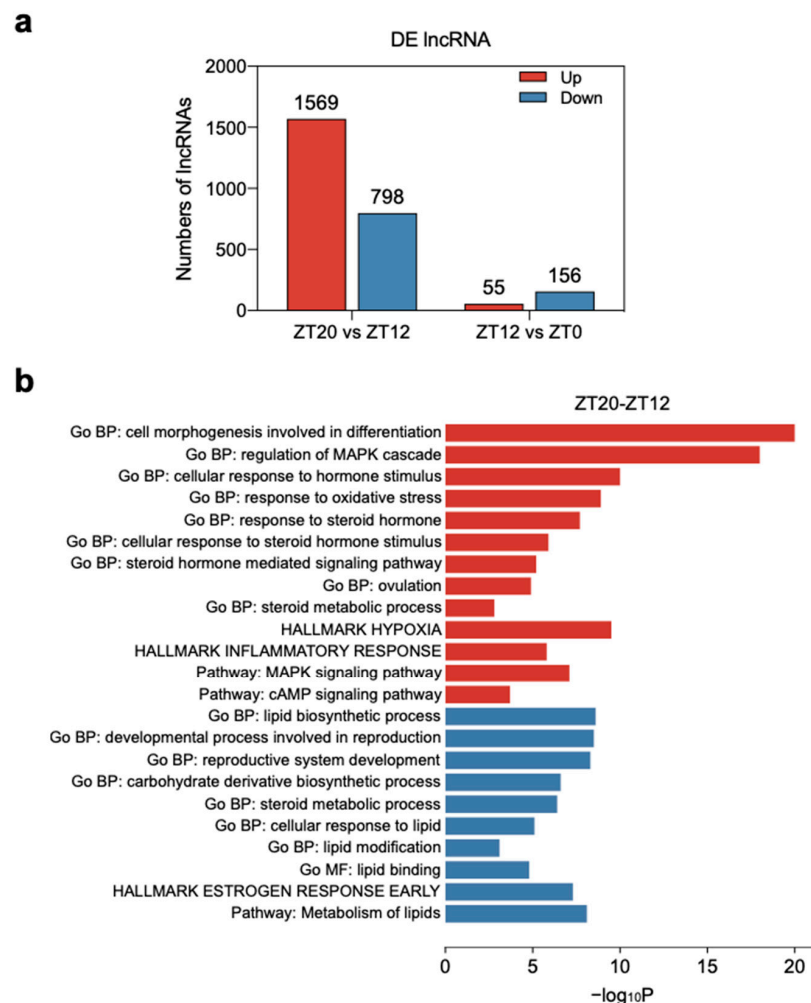 a
DE lncRNA
2000
1500
1000
500
0
Numbers of lncRNAs
Up
Down
1569
798
55
156
ZT20 vs ZT12
ZT12 vs ZT0
b
ZT20-ZT12
Go BP: cell morphogenesis involved in differentiation
Go BP: regulation of MAPK cascade
Go BP: cellular response to hormone stimulus
Go BP: response to oxidative stress
Go BP: response to steroid hormone
Go BP: cellular response to steroid hormone stimulus
Go BP: steroid hormone mediated signaling pathway
Go BP: ovulation
Go BP: steroid metabolic process
HALLMARK HYPOXIA
HALLMARK INFLAMMATORY RESPONSE
Pathway: MAPK signaling pathway
Pathway: cAMP signaling pathway
Go BP: lipid biosynthetic process
Go BP: developmental process involved in reproduction
Go BP: reproductive system development
Go BP: carbohydrate derivative biosynthetic process
Go BP: steroid metabolic process
Go BP: cellular response to lipid
Go BP: lipid modification
Go MF: lipid binding
HALLMARK ESTROGEN RESPONSE EARLY
Pathway: Metabolism of lipids
0 5 10 15 20
−log₁₀P